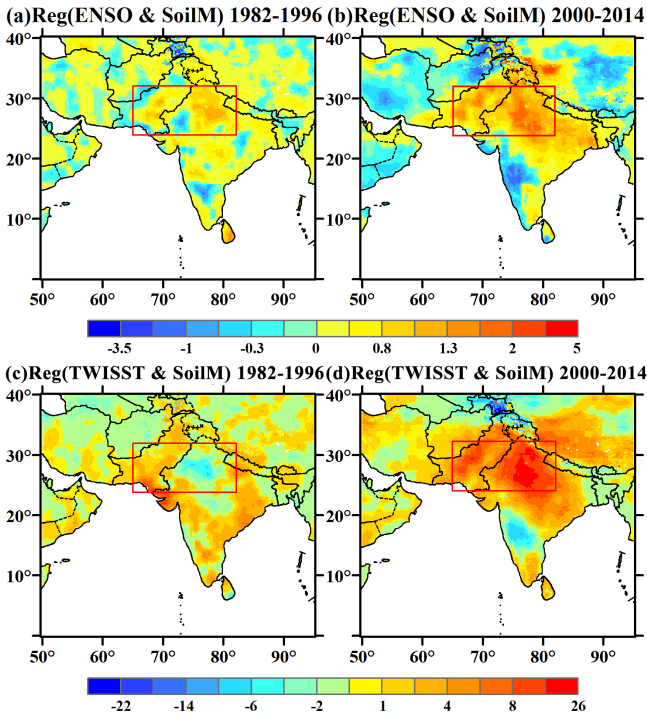 (a)Reg(ENSO & SoilM) 1982-1996 (b)Reg(ENSO & SoilM) 2000-2014
40° 40°
30° 30°
20° 20°
10° 10°
50° 60° 70° 80° 90° 50° 60° 70° 80° 90°
-3.5 -1 -0.3 0 0.8 1.3 2 5
(c)Reg(TWISST & SoilM) 1982-1996 (d)Reg(TWISST & SoilM) 2000-2014
40° 40°
30° 30°
20° 20°
10° 10°
50° 60° 70° 80° 90° 50° 60° 70° 80° 90°
-22 -14 -6 -2 1 4 8 26